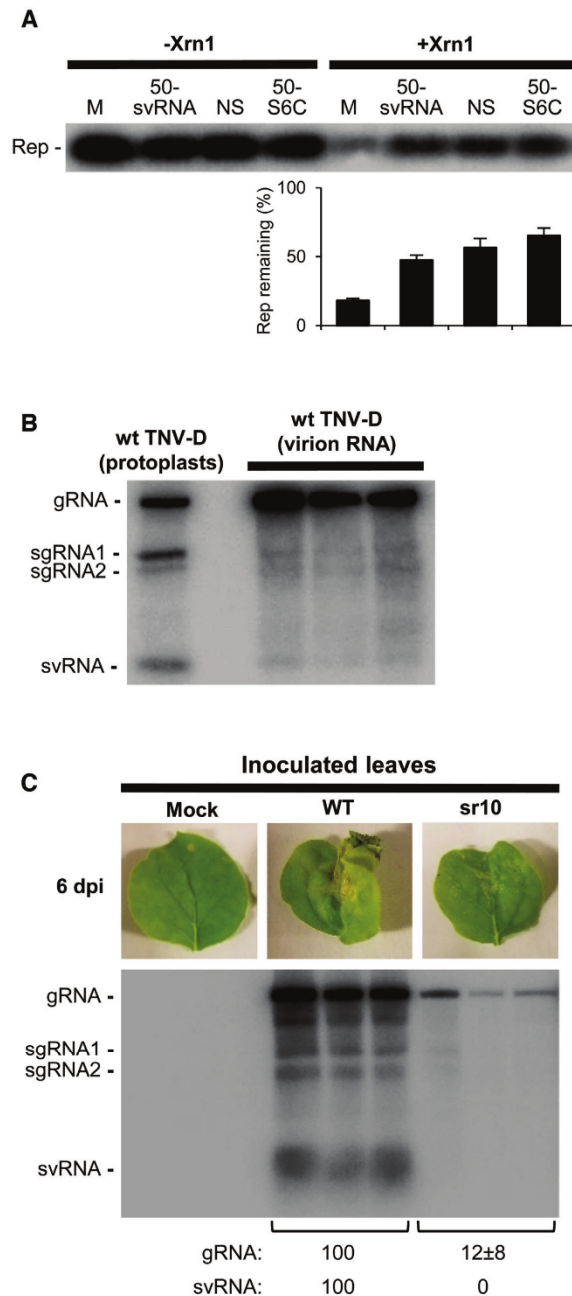 A
-Xrn1 +Xrn1
50- 50- 50- 50-
M svRNA NS S6C M svRNA NS S6C
Rep -
Rep remaining (%)
100
50
0
B
wt TNV-D (protoplasts)
wt TNV-D (virion RNA)
gRNA -
sgRNA1 -
sgRNA2 -
svRNA -
C
Inoculated leaves
Mock WT sr10
6 dpi
gRNA -
sgRNA1 -
sgRNA2 -
svRNA -
gRNA: 100 12±8
svRNA: 100 0